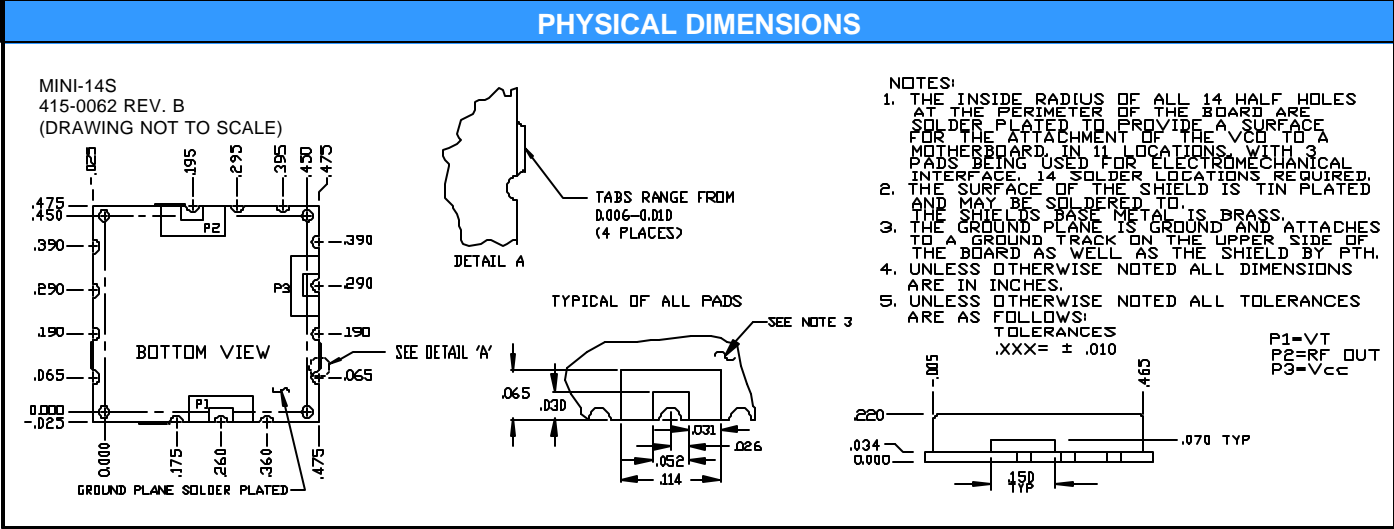 PHYSICAL DIMENSIONS
MINI-14S
415-0062 REV. B
(DRAWING NOT TO SCALE)
.025
.195
.295
.395
.450
.475
.475
.450
.390
.290
.190
.065
0.000
-.025
P2
.390
P3
.290
.190
.065
BOTTOM VIEW
SEE DETAIL 'A'
P1
0.000
.175
.260
.360
.475
GROUND PLANE SOLDER PLATED
TABS RANGE FROM
0.006-0.010
(4 PLACES)
DETAIL A
TYPICAL OF ALL PADS
SEE NOTE 3
.065
.030
.031
.026
.052
.114
NOTES:
1. THE INSIDE RADIUS OF ALL 14 HALF HOLES
AT THE PERIMETER OF THE BOARD ARE
SOLDER PLATED TO PROVIDE A SURFACE
FOR THE ATTACHMENT OF THE VCO TO A
MOTHERBOARD, IN 11 LOCATIONS, WITH 3
PADS BEING USED FOR ELECTROMECHANICAL
INTERFACE. 14 SOLDER LOCATIONS REQUIRED.
2. THE SURFACE OF THE SHIELD IS TIN PLATED
AND MAY BE SOLDERED TO.
THE SHIELDS BASE METAL IS BRASS.
3. THE GROUND PLANE IS GROUND AND ATTACHES
TO A GROUND TRACK ON THE UPPER SIDE OF
THE BOARD AS WELL AS THE SHIELD BY PTH.
4. UNLESS OTHERWISE NOTED ALL DIMENSIONS
ARE IN INCHES.
5. UNLESS OTHERWISE NOTED ALL TOLERANCES
ARE AS FOLLOWS:
TOLERANCES
.XXX= ± .010
P1=VT
P2=RF OUT
P3=Vcc
.005
.465
.220
.034
0.000
.070 TYP
.150
TYP